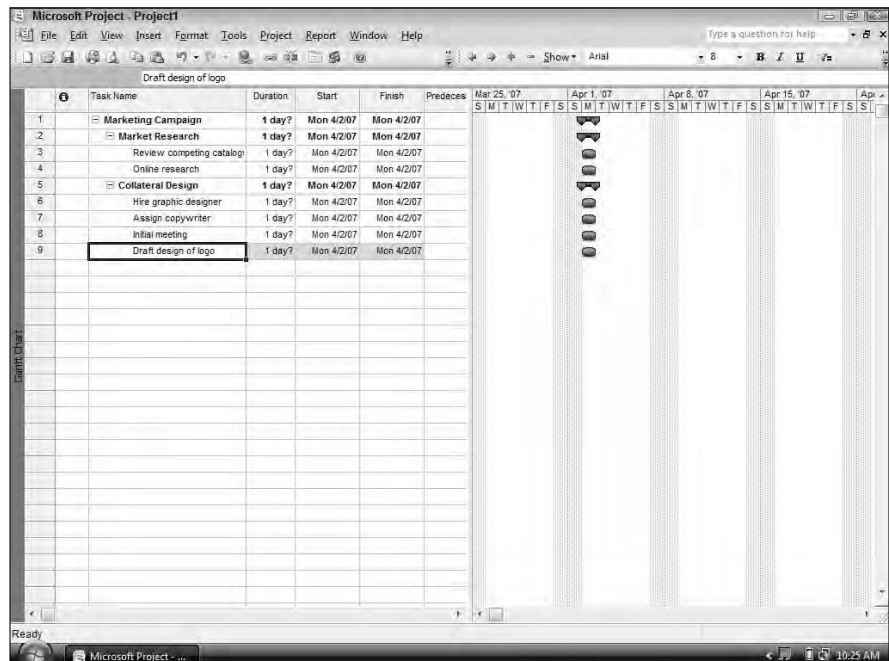 Microsoft Project - Project1
File Edit View Insert Format Tools Project Report Window Help Type a question for help
Show Arial 8 B I U
Draft design of logo
Task Name Duration Start Finish Predeces Mar 25, '07 Apr 1, '07 Apr 8, '07 Apr 15, '07 Apr
S M T W T F S S M T W T F S S M T W T F S S M T W T F S S
1 Marketing Campaign 1 day? Mon 4/2/07 Mon 4/2/07
2 Market Research 1 day? Mon 4/2/07 Mon 4/2/07
3 Review competing catalog 1 day? Mon 4/2/07 Mon 4/2/07
4 Online research 1 day? Mon 4/2/07 Mon 4/2/07
5 Collateral Design 1 day? Mon 4/2/07 Mon 4/2/07
6 Hire graphic designer 1 day? Mon 4/2/07 Mon 4/2/07
7 Assign copywriter 1 day? Mon 4/2/07 Mon 4/2/07
8 Initial meeting 1 day? Mon 4/2/07 Mon 4/2/07
9 Draft design of logo 1 day? Mon 4/2/07 Mon 4/2/07
Gantt Chart
Ready
Microsoft Project - ... 10:25 AM